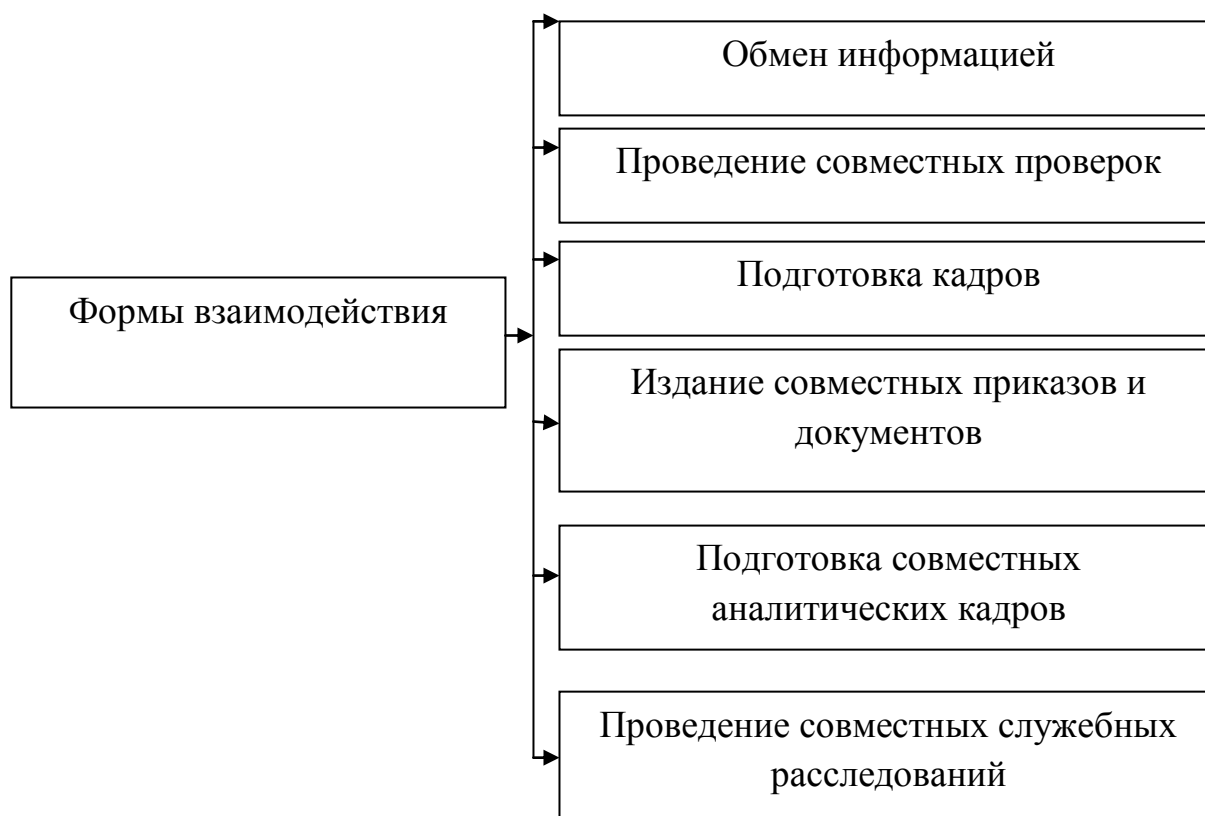 Формы взаимодействия
Обмен информацией
Проведение совместных проверок
Подготовка кадров
Издание совместных приказов и
документов
Подготовка совместных
аналитических кадров
Проведение совместных служебных
расследований